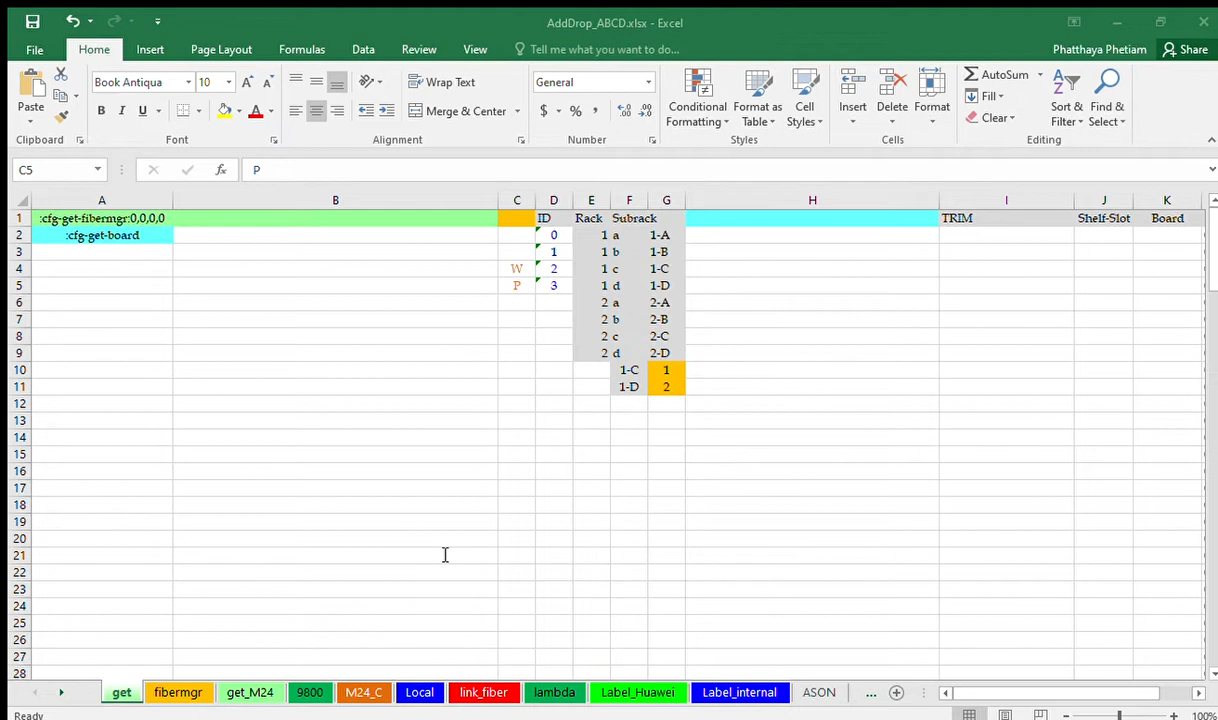 AddDrop_ABCD.xlsx - Excel
File Home Insert Page Layout Formulas Data Review View Tell me what you want to do... Phatthaya Phetiam Share
Paste
Clipboard
Book Antiqua 10
B I U
Font
Wrap Text
Merge & Center
Alignment
General
$ % ,
Number
Conditional Formatting
Format as Table
Cell Styles
Styles
Insert Delete Format
Cells
AutoSum
Fill
Clear
Sort & Filter
Find & Select
Editing
C5 fx P
A B C D E F G H I J K
1 :cfg-get-fibermgr:0,0,0,0 ID Rack Subrack TRIM Shelf-Slot Board
2 :cfg-get-board 0 1 a 1-A
3 1 1 b 1-B
4 W 2 1 c 1-C
5 P 3 1 d 1-D
6 2 a 2-A
7 2 b 2-B
8 2 c 2-C
9 2 d 2-D
10 1-C 1
11 1-D 2
12
13
14
15
16
17
18
19
20
21
22
23
24
25
26
27
28
get fibermgr get_M24 9800 M24_C Local link_fiber lambda Label_Huawei Label_internal ASON ...
Ready 100%